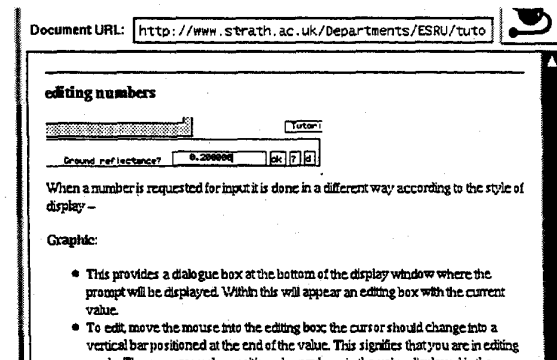 Document URL: http://www.strath.ac.uk/Departments/ESRU/tuto
editing numbers
Tutori
Ground reflectance? 0.200000 ok ? d
When a number is requested for input it is done in a different way according to the style of
display –
Graphic:
• This provides a dialogue box at the bottom of the display window where the
prompt will be displayed. Within this will appear an editing box with the current
value.
• To edit, move the mouse into the editing box; the cursor should change into a
vertical bar positioned at the end of the value. This signifies that you are in editing